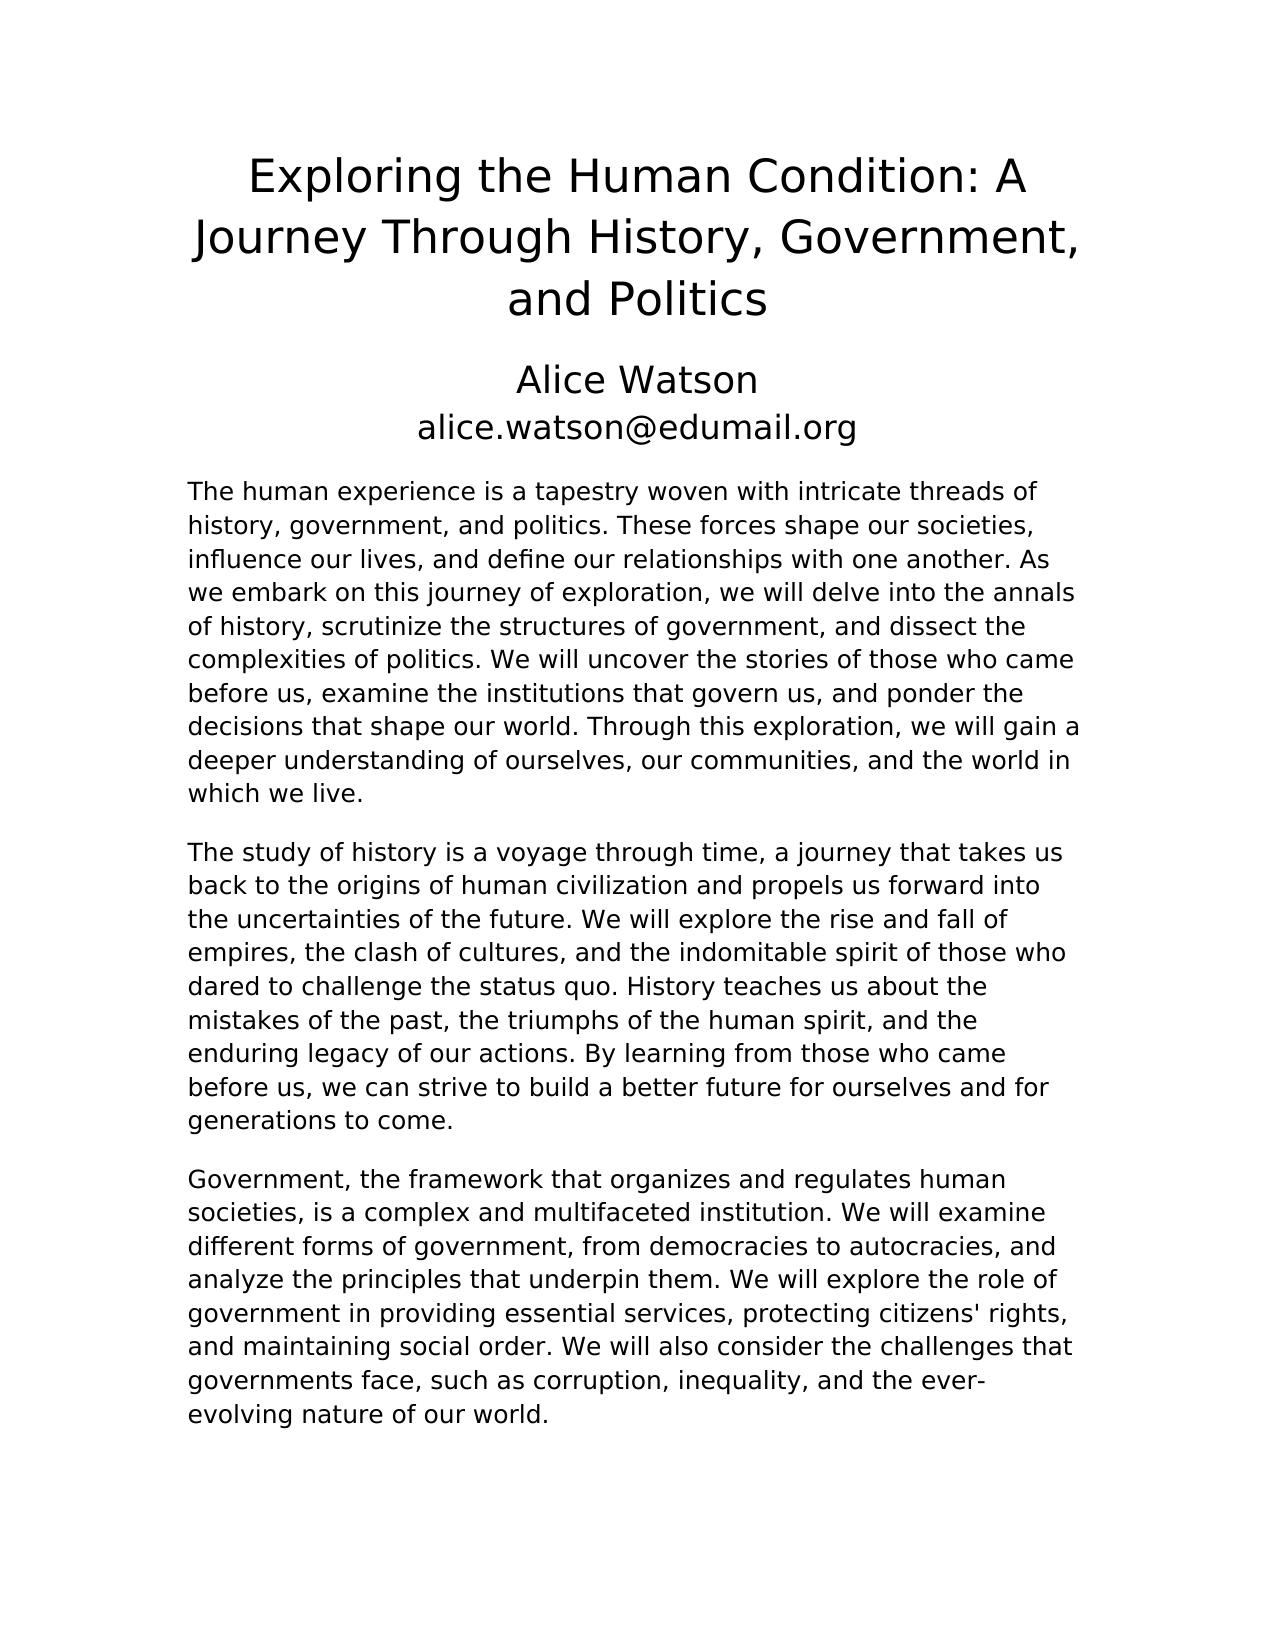 Exploring the Human Condition: A
Journey Through History, Government,
and Politics
Alice Watson
alice.watson@edumail.org
The human experience is a tapestry woven with intricate threads of
history, government, and politics. These forces shape our societies,
influence our lives, and define our relationships with one another. As
we embark on this journey of exploration, we will delve into the annals
of history, scrutinize the structures of government, and dissect the
complexities of politics. We will uncover the stories of those who came
before us, examine the institutions that govern us, and ponder the
decisions that shape our world. Through this exploration, we will gain a
deeper understanding of ourselves, our communities, and the world in
which we live.
The study of history is a voyage through time, a journey that takes us
back to the origins of human civilization and propels us forward into
the uncertainties of the future. We will explore the rise and fall of
empires, the clash of cultures, and the indomitable spirit of those who
dared to challenge the status quo. History teaches us about the
mistakes of the past, the triumphs of the human spirit, and the
enduring legacy of our actions. By learning from those who came
before us, we can strive to build a better future for ourselves and for
generations to come.
Government, the framework that organizes and regulates human
societies, is a complex and multifaceted institution. We will examine
different forms of government, from democracies to autocracies, and
analyze the principles that underpin them. We will explore the role of
government in providing essential services, protecting citizens' rights,
and maintaining social order. We will also consider the challenges that
governments face, such as corruption, inequality, and the ever-
evolving nature of our world.